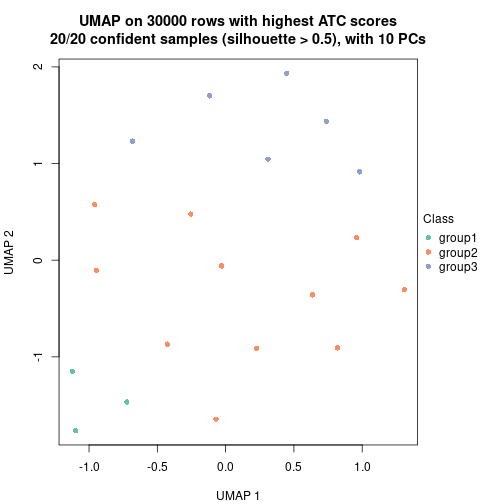 UMAP on 30000 rows with highest ATC scores
20/20 confident samples (silhouette > 0.5), with 10 PCs
2
1
0
-1
UMAP 2
-1.0 -0.5 0.0 0.5 1.0
UMAP 1
Class
group1
group2
group3